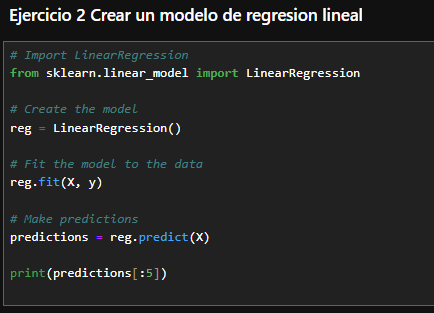 Ejercicio 2 Crear un modelo de regresion lineal
# Import LinearRegression
from sklearn.linear_model import LinearRegression
# Create the model
reg = LinearRegression()
# Fit the model to the data
reg.fit(X, y)
# Make predictions
predictions = reg.predict(X)
print(predictions[:5])